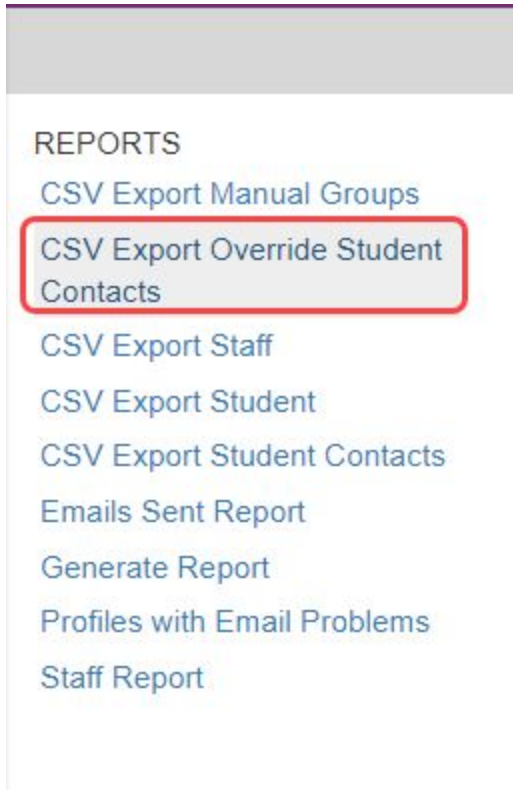 REPORTS
CSV Export Manual Groups
CSV Export Override Student
Contacts
CSV Export Staff
CSV Export Student
CSV Export Student Contacts
Emails Sent Report
Generate Report
Profiles with Email Problems
Staff Report